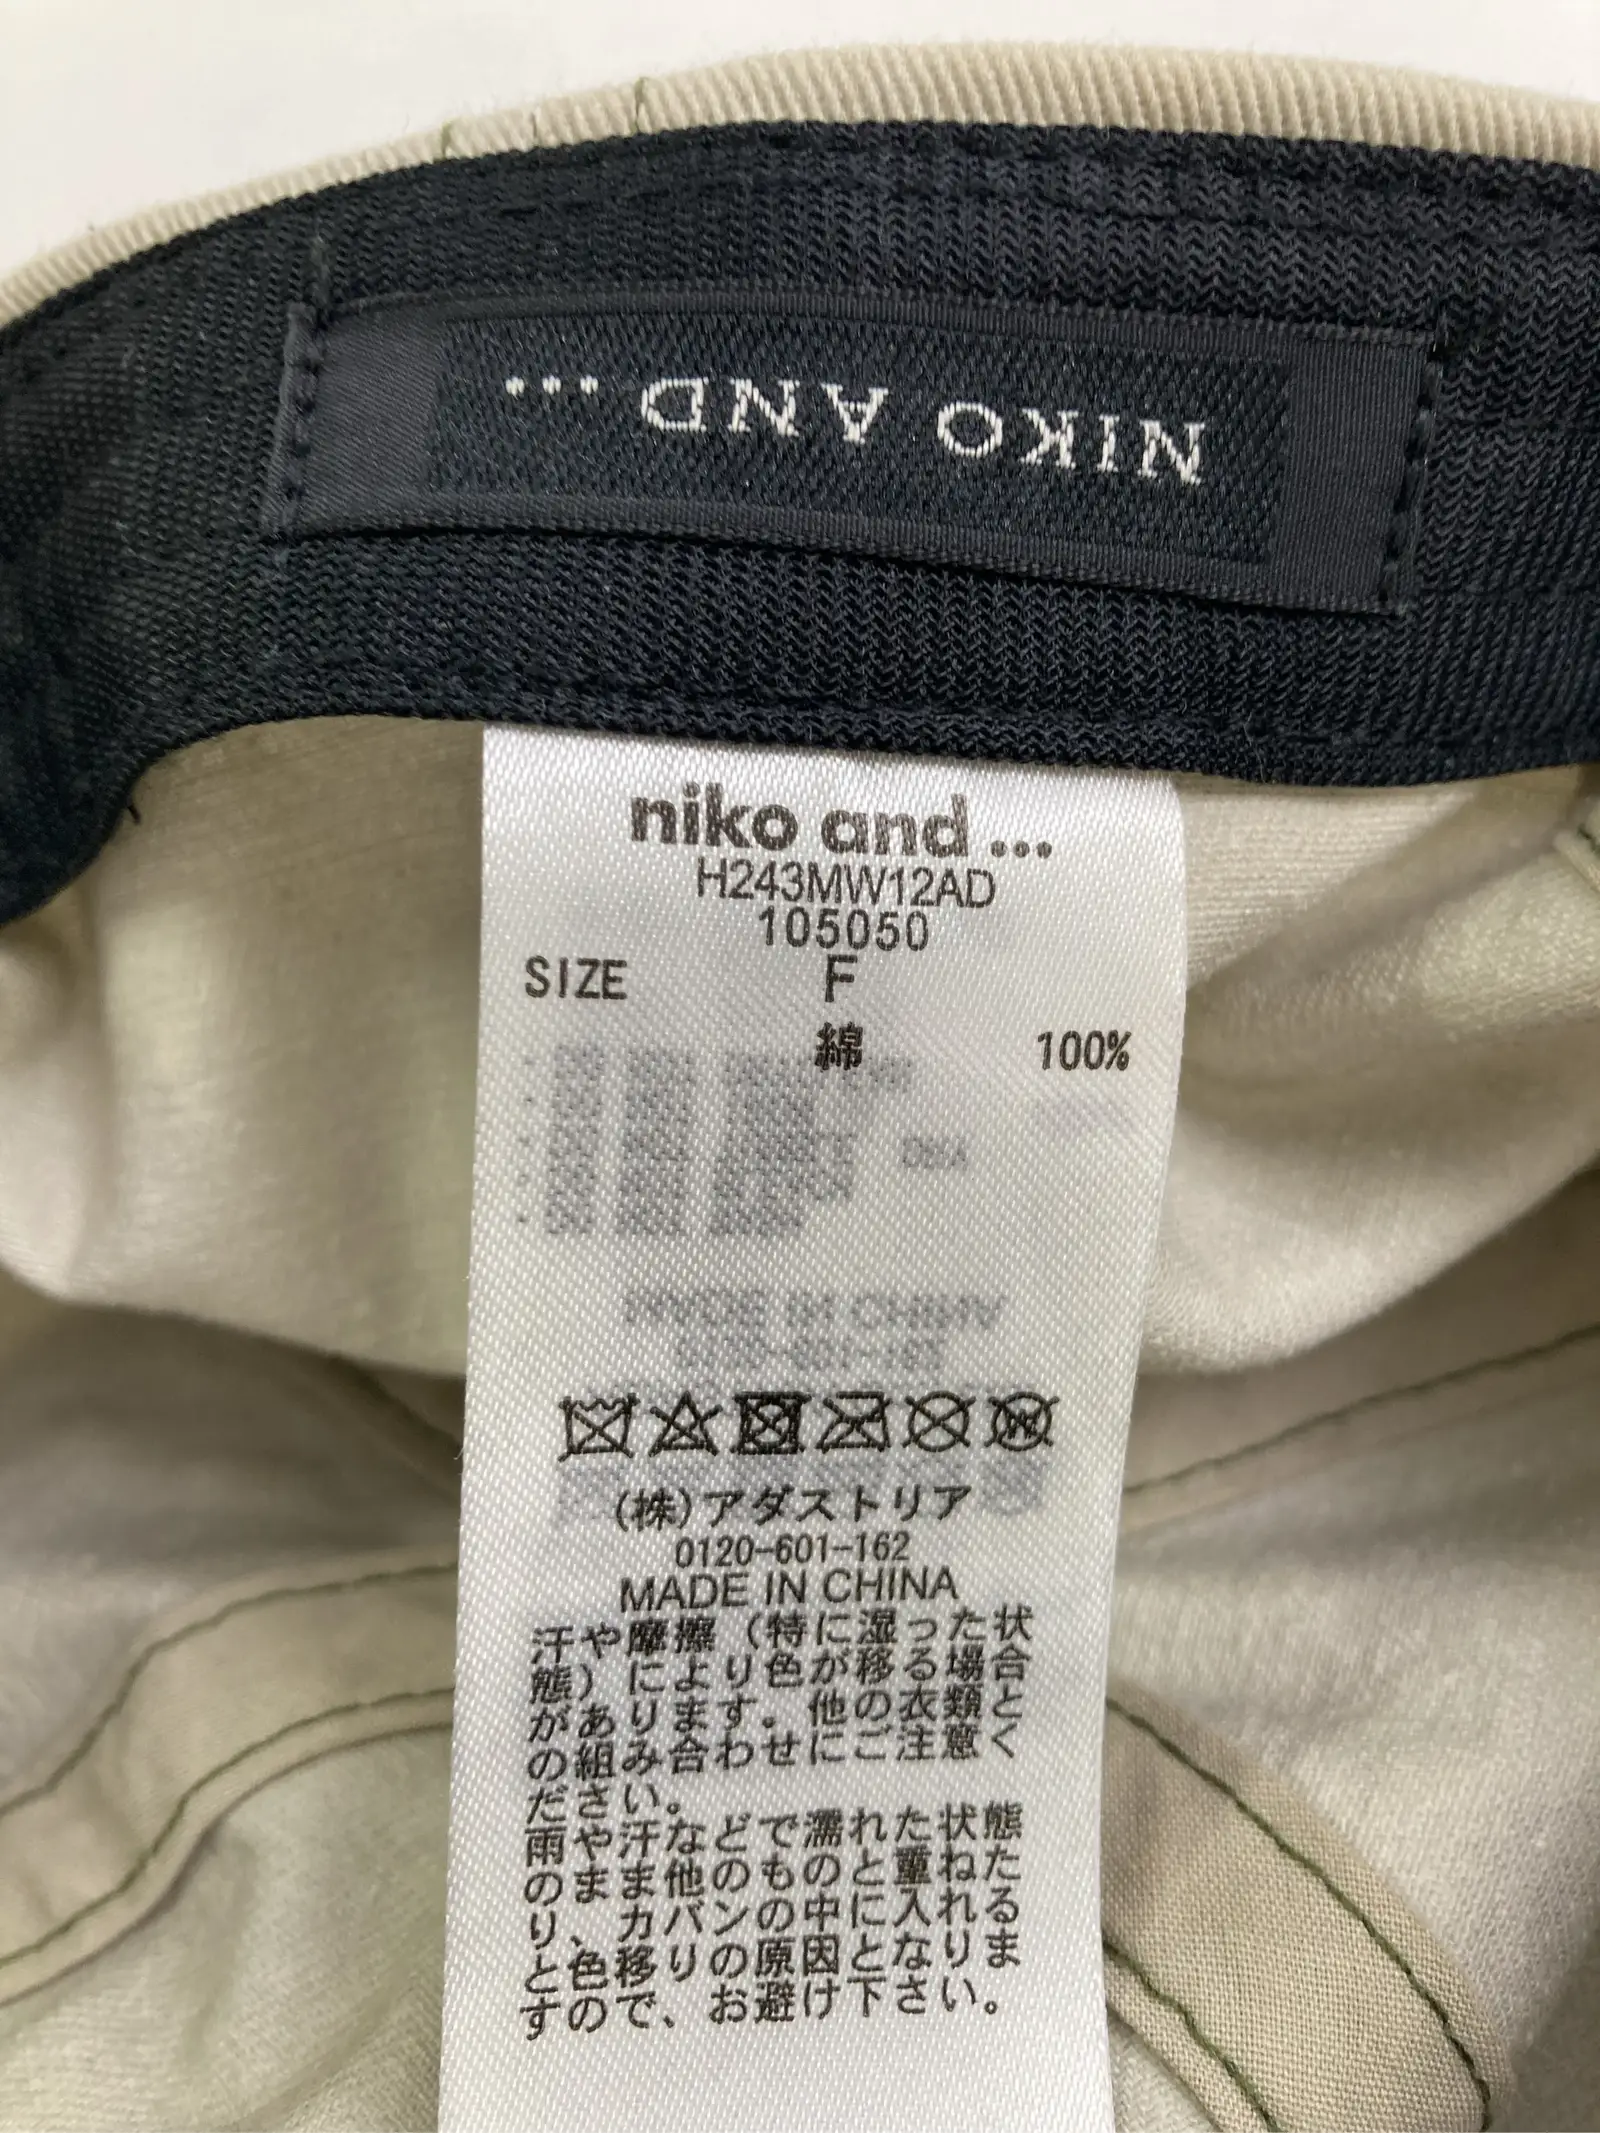 NIKO AND ...
niko and ...
H243MW12AD
105050
SIZE F
綿 100%
(株)アダストリア
0120-601-162
MADE IN CHINA
汗や摩擦(特に湿った状
態)により色が移る場合
があります。他の衣類と
の組み合わせにご注意く
ださい。
雨や汗などで濡れた状態
のまま他のものと重ねた
り、カバンの中に入れる
と色移りの原因となりま
すので、お避け下さい。